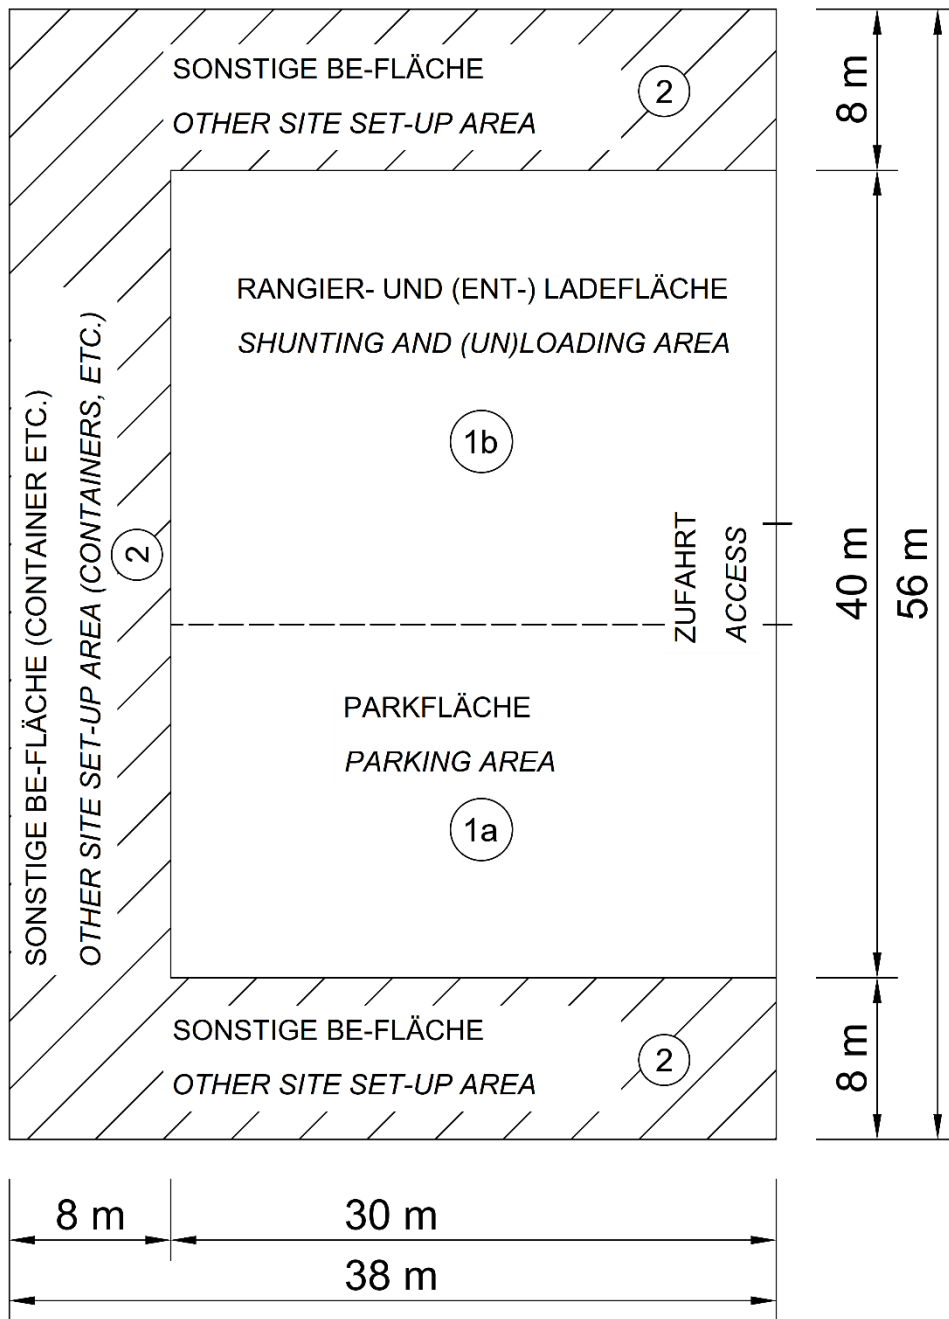 SONSTIGE BE-FLÄCHE
OTHER SITE SET-UP AREA
2
8 m
RANGIER- UND (ENT-) LADEFLÄCHE
SHUNTING AND (UN)LOADING AREA
1b
SONSTIGE BE-FLÄCHE (CONTAINER ETC.)
OTHER SITE SET-UP AREA (CONTAINERS, ETC.)
2
ZUFAHRT
ACCESS
40 m
56 m
PARKFLÄCHE
PARKING AREA
1a
SONSTIGE BE-FLÄCHE
OTHER SITE SET-UP AREA
2
8 m
8 m
30 m
38 m